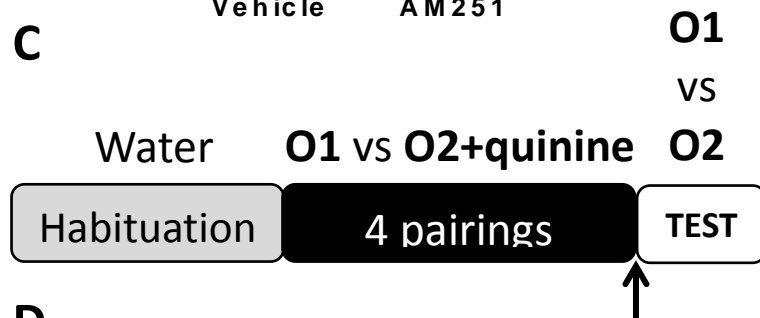 Vehicle AM251
C
O1
vs
Water O1 vs O2+quinine O2
Habituation 4 pairings TEST
D